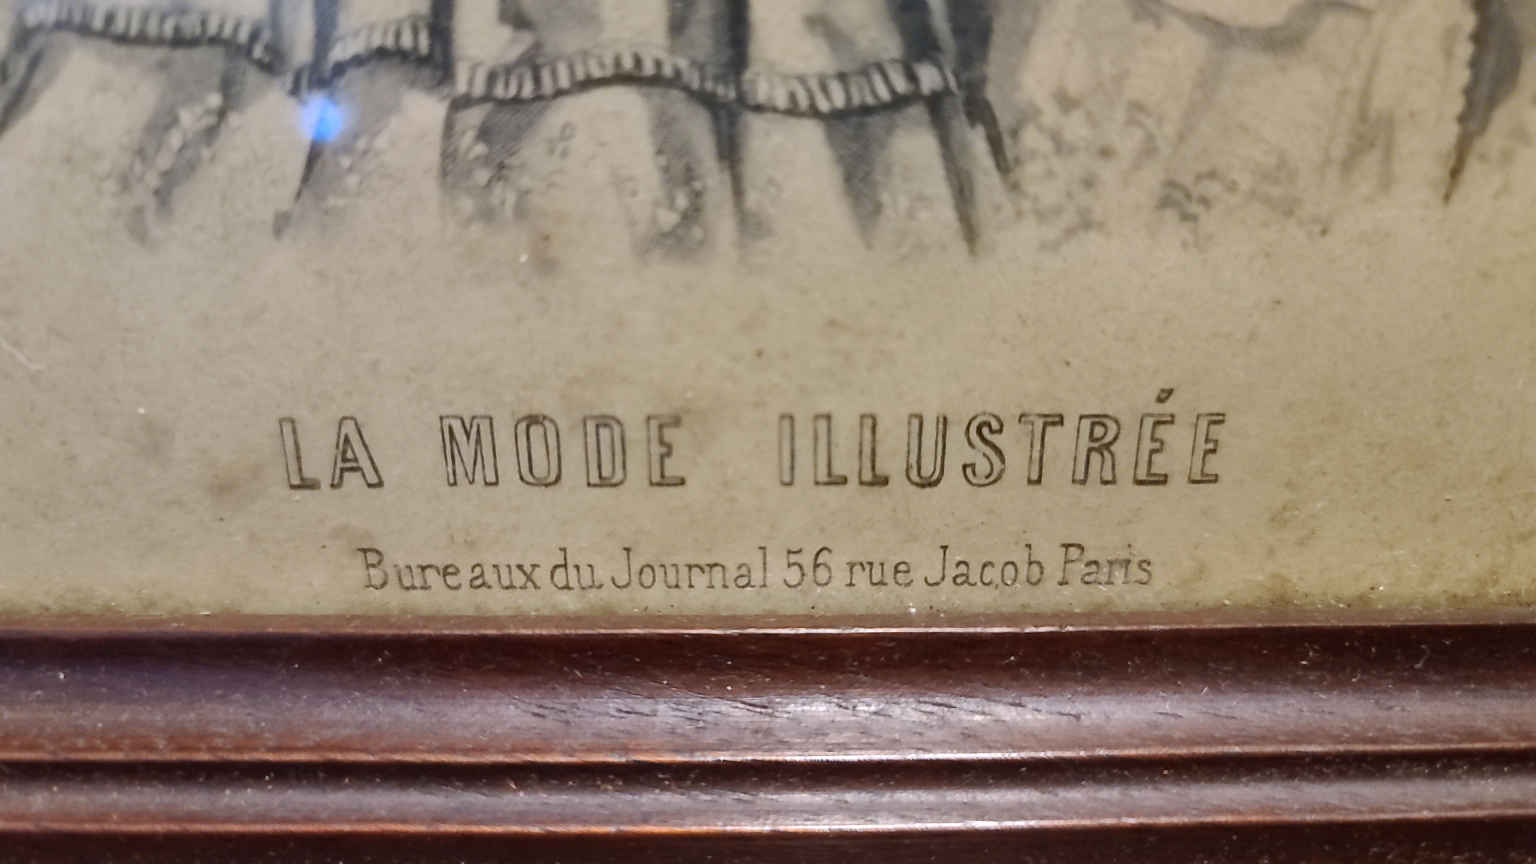 LA MODE ILLUSTRÉE
Bureaux du Journal 56 rue Jacob Paris